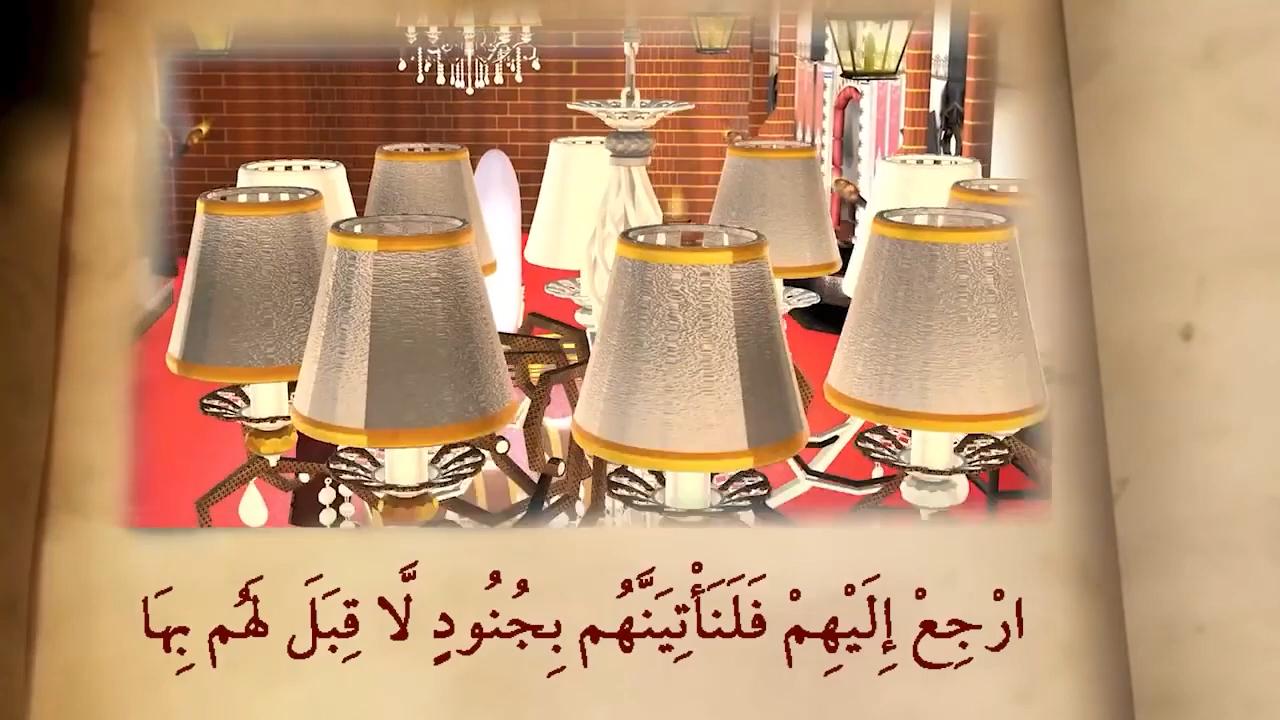 ارْجِعْ إِلَيْهِمْ فَلَنَأْتِيَنَّهُم بِجُنُودٍ لَّا قِبَلَ لَهُم بِهَا